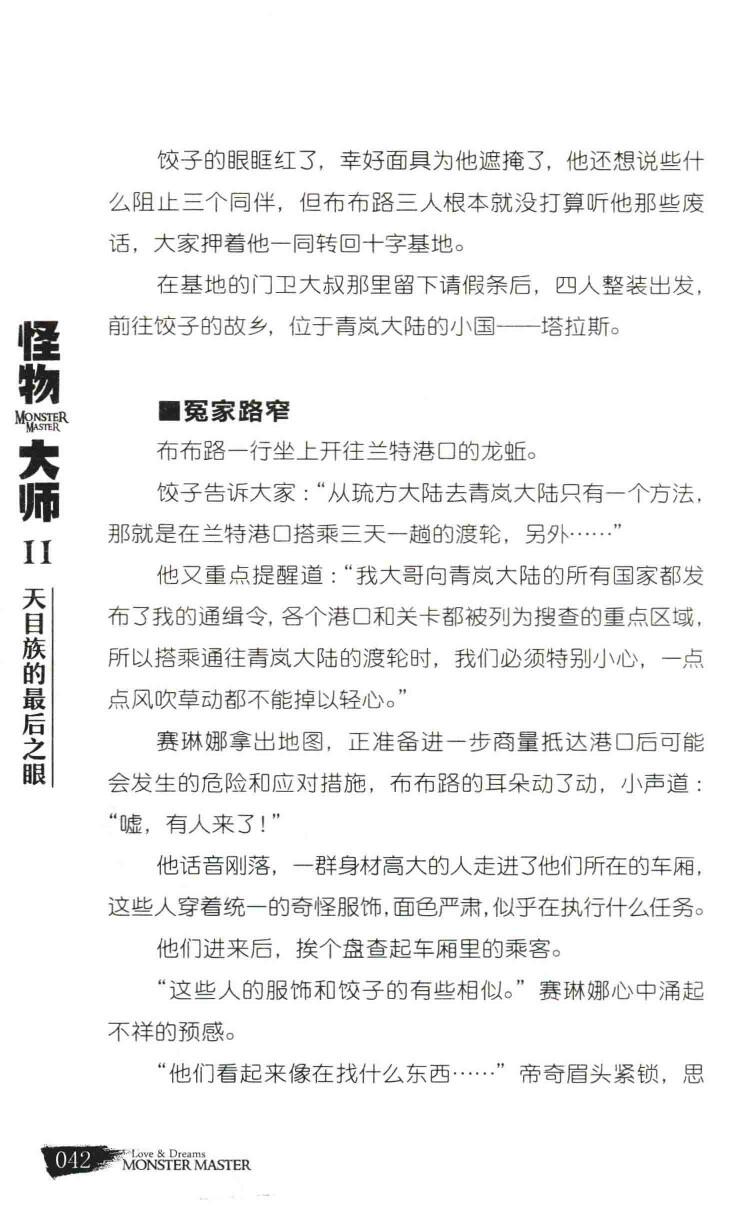 饺子的眼眶红了，幸好面具为他遮掩了，他还想说些什
么阻止三个同伴，但布布路三人根本就没打算听他那些废
话，大家押着他一同转回十字基地。
在基地的门卫大叔那里留下请假条后，四人整装出发，
前往饺子的故乡，位于青岚大陆的小国——塔拉斯。
■冤家路窄
布布路一行坐上开往兰特港口的龙蚯。
饺子告诉大家：“从琉方大陆去青岚大陆只有一个方法，
那就是在兰特港口搭乘三天一趟的渡轮，另外……”
他又重点提醒道：“我大哥向青岚大陆的所有国家都发
布了我的通缉令，各个港口和关卡都被列为搜查的重点区域，
所以搭乘通往青岚大陆的渡轮时，我们必须特别小心，一点
点风吹草动都不能掉以轻心。”
赛琳娜拿出地图，正准备进一步商量抵达港口后可能
会发生的危险和应对措施，布布路的耳朵动了动，小声道：
“嘘，有人来了！”
他话音刚落，一群身材高大的人走进了他们所在的车厢，
这些人穿着统一的奇怪服饰，面色严肃，似乎在执行什么任务。
他们进来后，挨个盘查起车厢里的乘客。
“这些人的服饰和饺子的有些相似。”赛琳娜心中涌起
不祥的预感。
“他们看起来像在找什么东西……”帝奇眉头紧锁，思
怪物
MONSTER
MASTER
大师
II
天目族的最后之眼
042
Love & Dreams
MONSTER MASTER